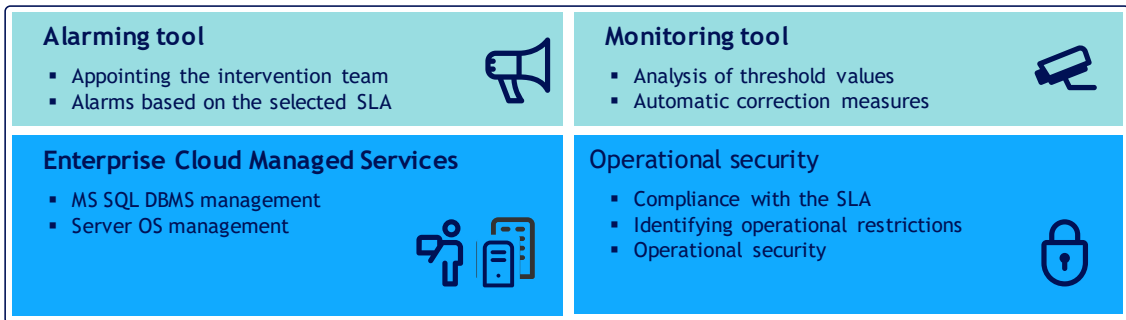 Alarming tool
▪ Appointing the intervention team
▪ Alarms based on the selected SLA
Monitoring tool
▪ Analysis of threshold values
▪ Automatic correction measures
Enterprise Cloud Managed Services
▪ MS SQL DBMS management
▪ Server OS management
Operational security
▪ Compliance with the SLA
▪ Identifying operational restrictions
▪ Operational security